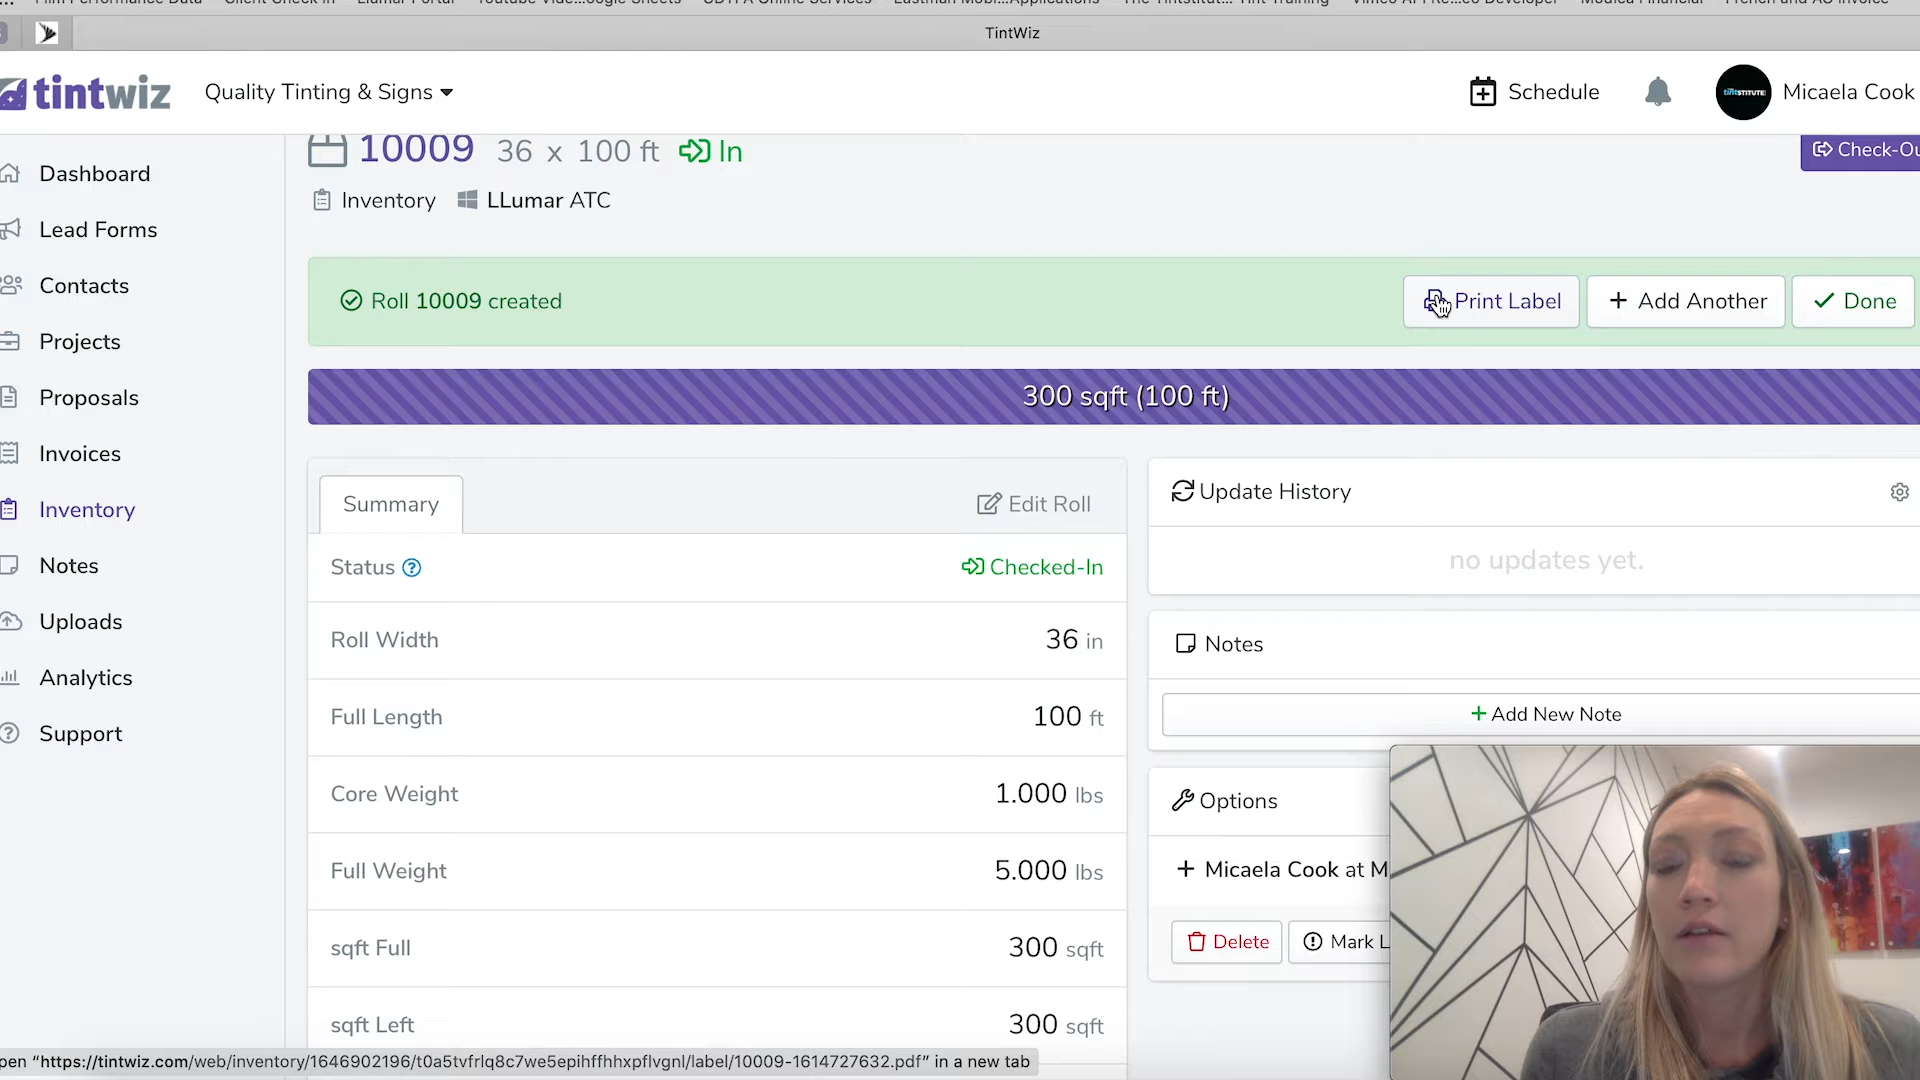 TintWiz
tintwiz
Quality Tinting & Signs
Schedule
tintSTITUTE
Micaela Cook
Dashboard
Lead Forms
Contacts
Projects
Proposals
Invoices
Inventory
Notes
Uploads
Analytics
Support
10009 36 x 100 ft In
Check-Ou
Inventory LLumar ATC
Roll 10009 created
Print Label
+ Add Another
Done
300 sqft (100 ft)
Summary
Edit Roll
Status ?
Checked-In
Roll Width
36 in
Full Length
100 ft
Core Weight
1.000 lbs
Full Weight
5.000 lbs
sqft Full
300 sqft
sqft Left
300 sqft
Update History
no updates yet.
Notes
+ Add New Note
Options
+ Micaela Cook at M
Delete
Mark L
pen “https://tintwiz.com/web/inventory/1646902196/t0a5tvfrlq8c7we5epihffhhxpflvgnl/label/10009-1614727632.pdf” in a new tab